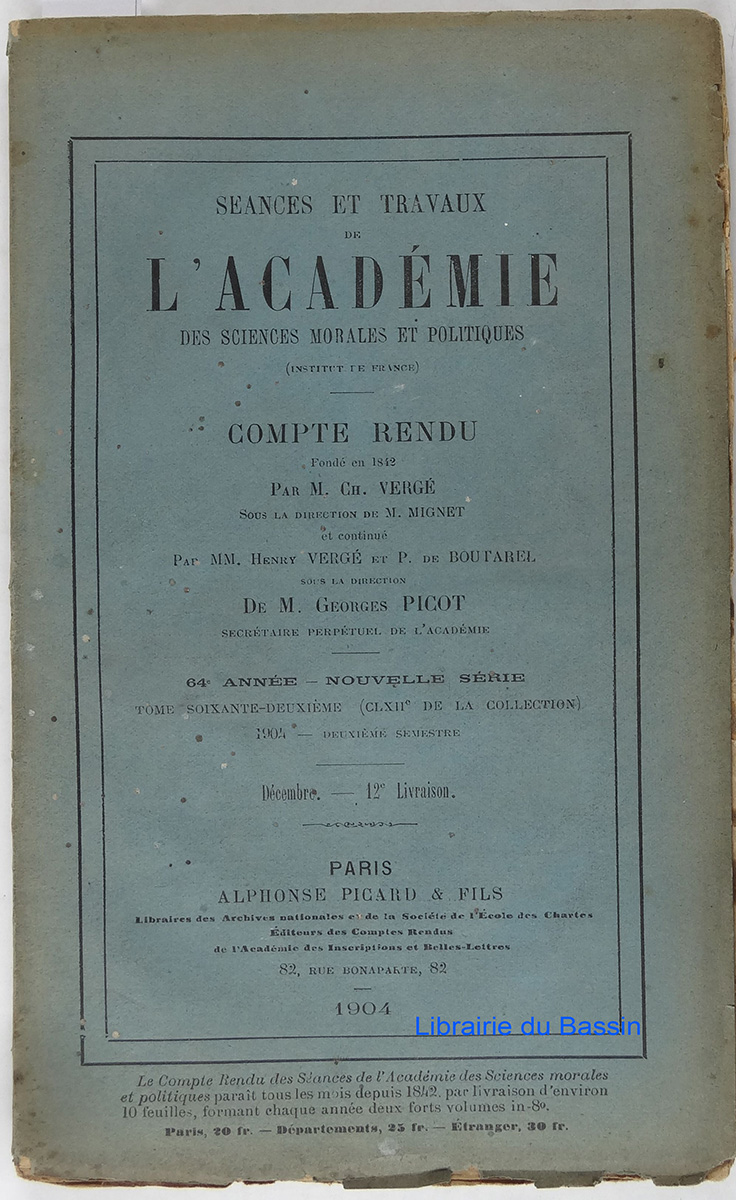 SEANCES ET TRAVAUX
DE
L'ACADÉMIE
DES SCIENCES MORALES ET POLITIQUES
(INSTITUT DE FRANCE)
COMPTE RENDU
Fondé en 1842
PAR M. CH. VERGÉ
SOUS LA DIRECTION DE M. MIGNET
et continué
PAR MM. HENRY VERGÉ ET P. DE BOUTAREL
SOUS LA DIRECTION
DE M. GEORGES PICOT
SECRÉTAIRE PERPÉTUEL DE L'ACADÉMIE
64e ANNÉE — NOUVELLE SÉRIE
TOME SOIXANTE-DEUXIÈME (CLXIIe DE LA COLLECTION)
1904 — DEUXIÈME SEMESTRE
Décembre. — 12e Livraison.
PARIS
ALPHONSE PICARD & FILS
Libraires des Archives nationales et de la Société de l'École des Chartes
Éditeurs des Comptes Rendus
de l'Académie des Inscriptions et Belles-Lettres
82, RUE BONAPARTE, 82
1904
Librairie du Bassin
Le Compte Rendu des Séances de l'Académie des Sciences morales
et politiques paraît tous les mois depuis 1842, par livraison d'environ
10 feuilles, formant chaque année deux forts volumes in-8o.
Paris, 20 fr. — Départements, 25 fr. — Étranger, 30 fr.